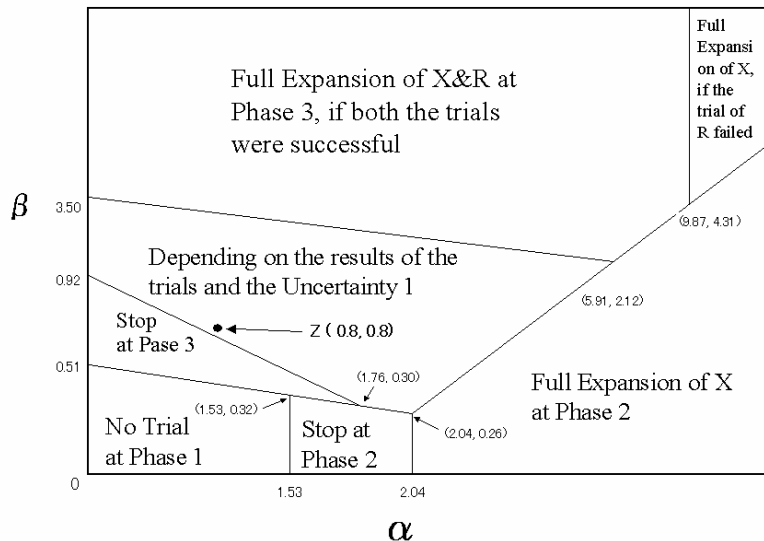 Full
Expansi
on of X,
if the
trial of
R failed
Full Expansion of X&R at
Phase 3, if both the trials
were successful
β
3.50
(9.87, 4.31)
Depending on the results of the
trials and the Uncertainty 1
0.92
(5.91, 2.12)
Stop
at Pase 3
Z ( 0.8, 0.8)
0.51
(1.76, 0.30)
Full Expansion of X
at Phase 2
(1.53, 0.32)
No Trial
at Phase 1
Stop at
Phase 2
(2.04, 0.26)
0
1.53
2.04
α